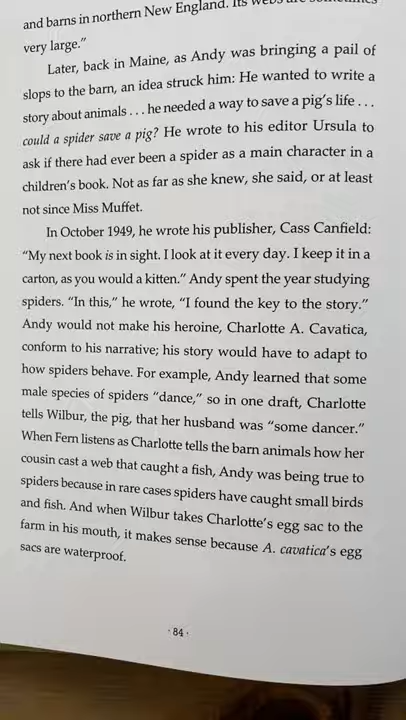 and barns in northern New England. Its webs are sometimes
very large.”
Later, back in Maine, as Andy was bringing a pail of
slops to the barn, an idea struck him: He wanted to write a
story about animals . . . he needed a way to save a pig’s life . . .
could a spider save a pig? He wrote to his editor Ursula to
ask if there had ever been a spider as a main character in a
children’s book. Not as far as she knew, she said, or at least
not since Miss Muffet.
In October 1949, he wrote his publisher, Cass Canfield:
“My next book is in sight. I look at it every day. I keep it in a
carton, as you would a kitten.” Andy spent the year studying
spiders. “In this,” he wrote, “I found the key to the story.”
Andy would not make his heroine, Charlotte A. Cavatica,
conform to his narrative; his story would have to adapt to
how spiders behave. For example, Andy learned that some
male species of spiders “dance,” so in one draft, Charlotte
tells Wilbur, the pig, that her husband was “some dancer.”
When Fern listens as Charlotte tells the barn animals how her
cousin cast a web that caught a fish, Andy was being true to
spiders because in rare cases spiders have caught small birds
and fish. And when Wilbur takes Charlotte’s egg sac to the
farm in his mouth, it makes sense because A. cavatica’s egg
sacs are waterproof.
· 84 ·